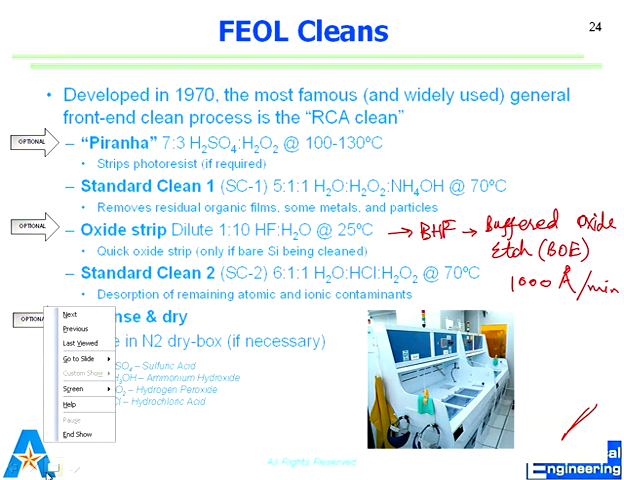 FEOL Cleans
24
• Developed in 1970, the most famous (and widely used) general
front-end clean process is the “RCA clean”
OPTIONAL
– “Piranha” 7:3 H₂SO₄:H₂O₂ @ 100-130ºC
• Strips photoresist (if required)
– Standard Clean 1 (SC-1) 5:1:1 H₂O:H₂O₂:NH₄OH @ 70ºC
• Removes residual organic films, some metals, and particles
OPTIONAL
– Oxide strip Dilute 1:10 HF:H₂O @ 25ºC → BHF → Buffered Oxide
Etch (BOE)
• Quick oxide strip (only if bare Si being cleaned)
– Standard Clean 2 (SC-2) 6:1:1 H₂O:HCl:H₂O₂ @ 70ºC
1000 Å/min
• Desorption of remaining atomic and ionic contaminants
OPTIONA
nse & dry
e in N2 dry-box (if necessary)
SO₄ – Sulfuric Acid
OH – Ammonium Hydroxide
O₂ – Hydrogen Peroxide
l – Hydrochloric Acid
Next
Previous
Last Viewed
Go to Slide
Custom Show
Screen
Help
Pause
End Show
All Rights Reserved
al
Engineering